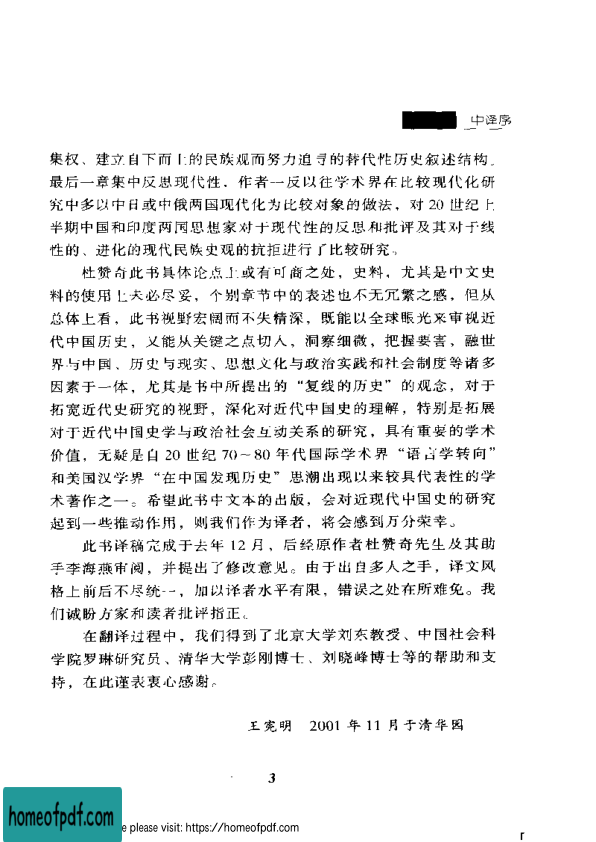 中译序
集权、建立自下而上的民族观而努力追寻的替代性历史叙述结构。
最后一章集中反思现代性，作者一反以往学术界在比较现代化研
究中多以中日或中俄两国现代化为比较对象的做法，对 20 世纪上
半期中国和印度两国思想家对于现代性的反思和批评及其对于线
性的、进化的现代民族史观的抗拒进行了比较研究。
杜赞奇此书具体论点上或有可商之处，史料，尤其是中文史
料的使用上未必尽妥，个别章节中的表述也不无冗繁之感，但从
总体上看，此书视野宏阔而不失精深，既能以全球眼光来审视近
代中国历史，又能从关键之点切入，洞察细微，把握要害，融世
界与中国、历史与现实、思想文化与政治实践和社会制度等诸多
因素于一体，尤其是书中所提出的“复线的历史”的观念，对于
拓宽近代史研究的视野，深化对近代中国史的理解，特别是拓展
对于近代中国史学与政治社会互动关系的研究，具有重要的学术
价值，无疑是自 20 世纪 70～80 年代国际学术界“语言学转向”
和美国汉学界“在中国发现历史”思潮出现以来较具代表性的学
术著作之一。希望此书中文本的出版，会对近现代中国史的研究
起到一些推动作用，则我们作为译者，将会感到万分荣幸。
此书译稿完成于去年 12 月，后经原作者杜赞奇先生及其助
手李海燕审阅，并提出了修改意见。由于出自多人之手，译文风
格上前后不尽统一，加以译者水平有限，错误之处在所难免。我
们诚盼方家和读者批评指正。
在翻译过程中，我们得到了北京大学刘东教授、中国社会科
学院罗琳研究员、清华大学彭刚博士、刘晓峰博士等的帮助和支
持，在此谨表衷心感谢。
王宪明 2001 年 11 月于清华园
3
homeofpdf.com
e please visit: https://homeofpdf.com
r